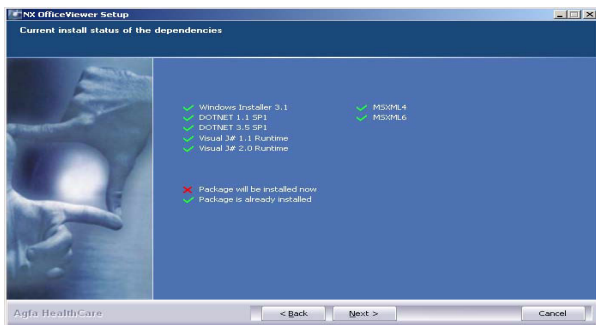 NX OfficeViewer Setup
Current install status of the dependencies
Windows Installer 3.1
DOTNET 1.1 SP1
DOTNET 3.5 SP1
Visual J# 1.1 Runtime
Visual J# 2.0 Runtime
MSXML4
MSXML6
Package will be installed now
Package is already installed
Agfa HealthCare
< Back
Next >
Cancel